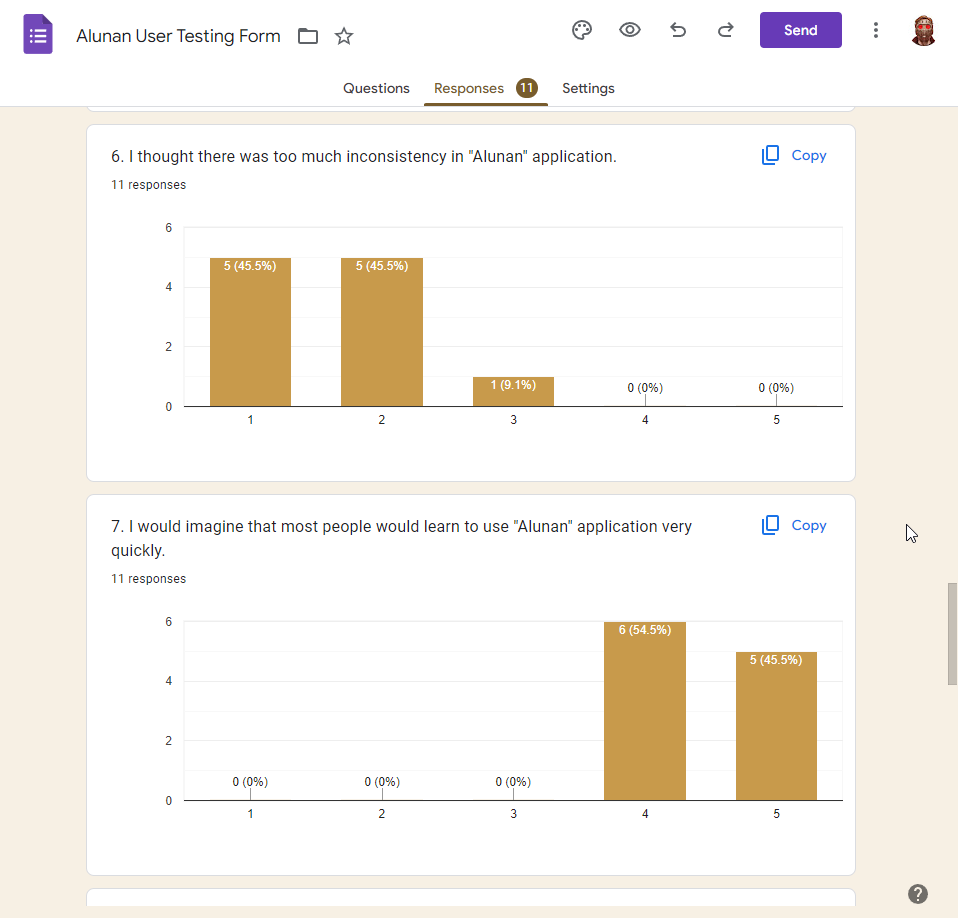 Alunan User Testing Form
Send
Questions
Responses 11
Settings
6. I thought there was too much inconsistency in "Alunan" application.
Copy
11 responses
6
4
2
0
5 (45.5%)
5 (45.5%)
1 (9.1%)
0 (0%)
0 (0%)
1
2
3
4
5
7. I would imagine that most people would learn to use "Alunan" application very
quickly.
Copy
11 responses
6
4
2
0
0 (0%)
0 (0%)
0 (0%)
6 (54.5%)
5 (45.5%)
1
2
3
4
5
?